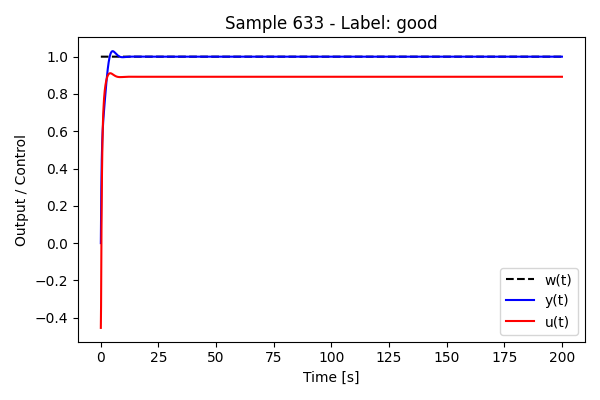 Sample 633 - Label: good
Output / Control
1.0
0.8
0.6
0.4
0.2
0.0
−0.2
−0.4
w(t)
y(t)
u(t)
0 25 50 75 100 125 150 175 200
Time [s]